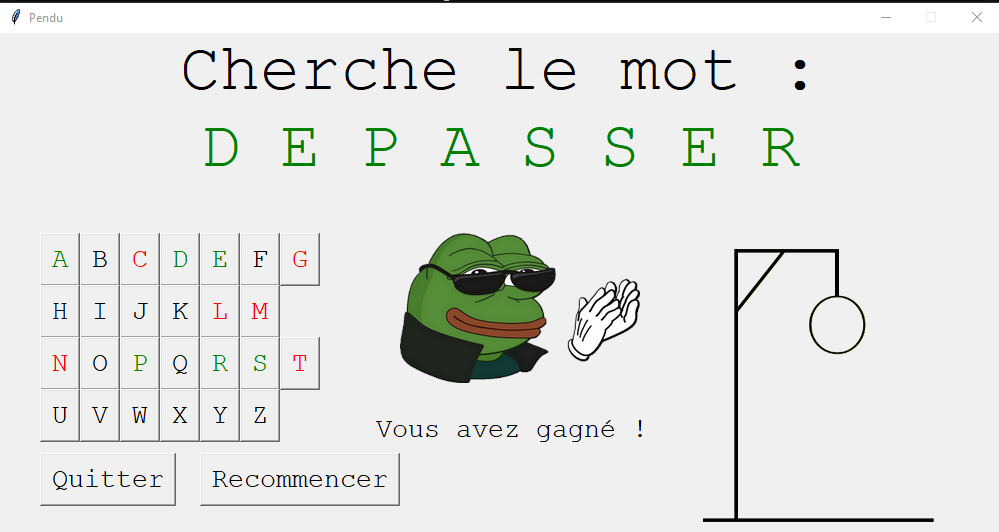 Pendu
Cherche le mot :
D E P A S S E R
A B C D E F G
H I J K L M
N O P Q R S T
U V W X Y Z
Vous avez gagné !
Quitter Recommencer